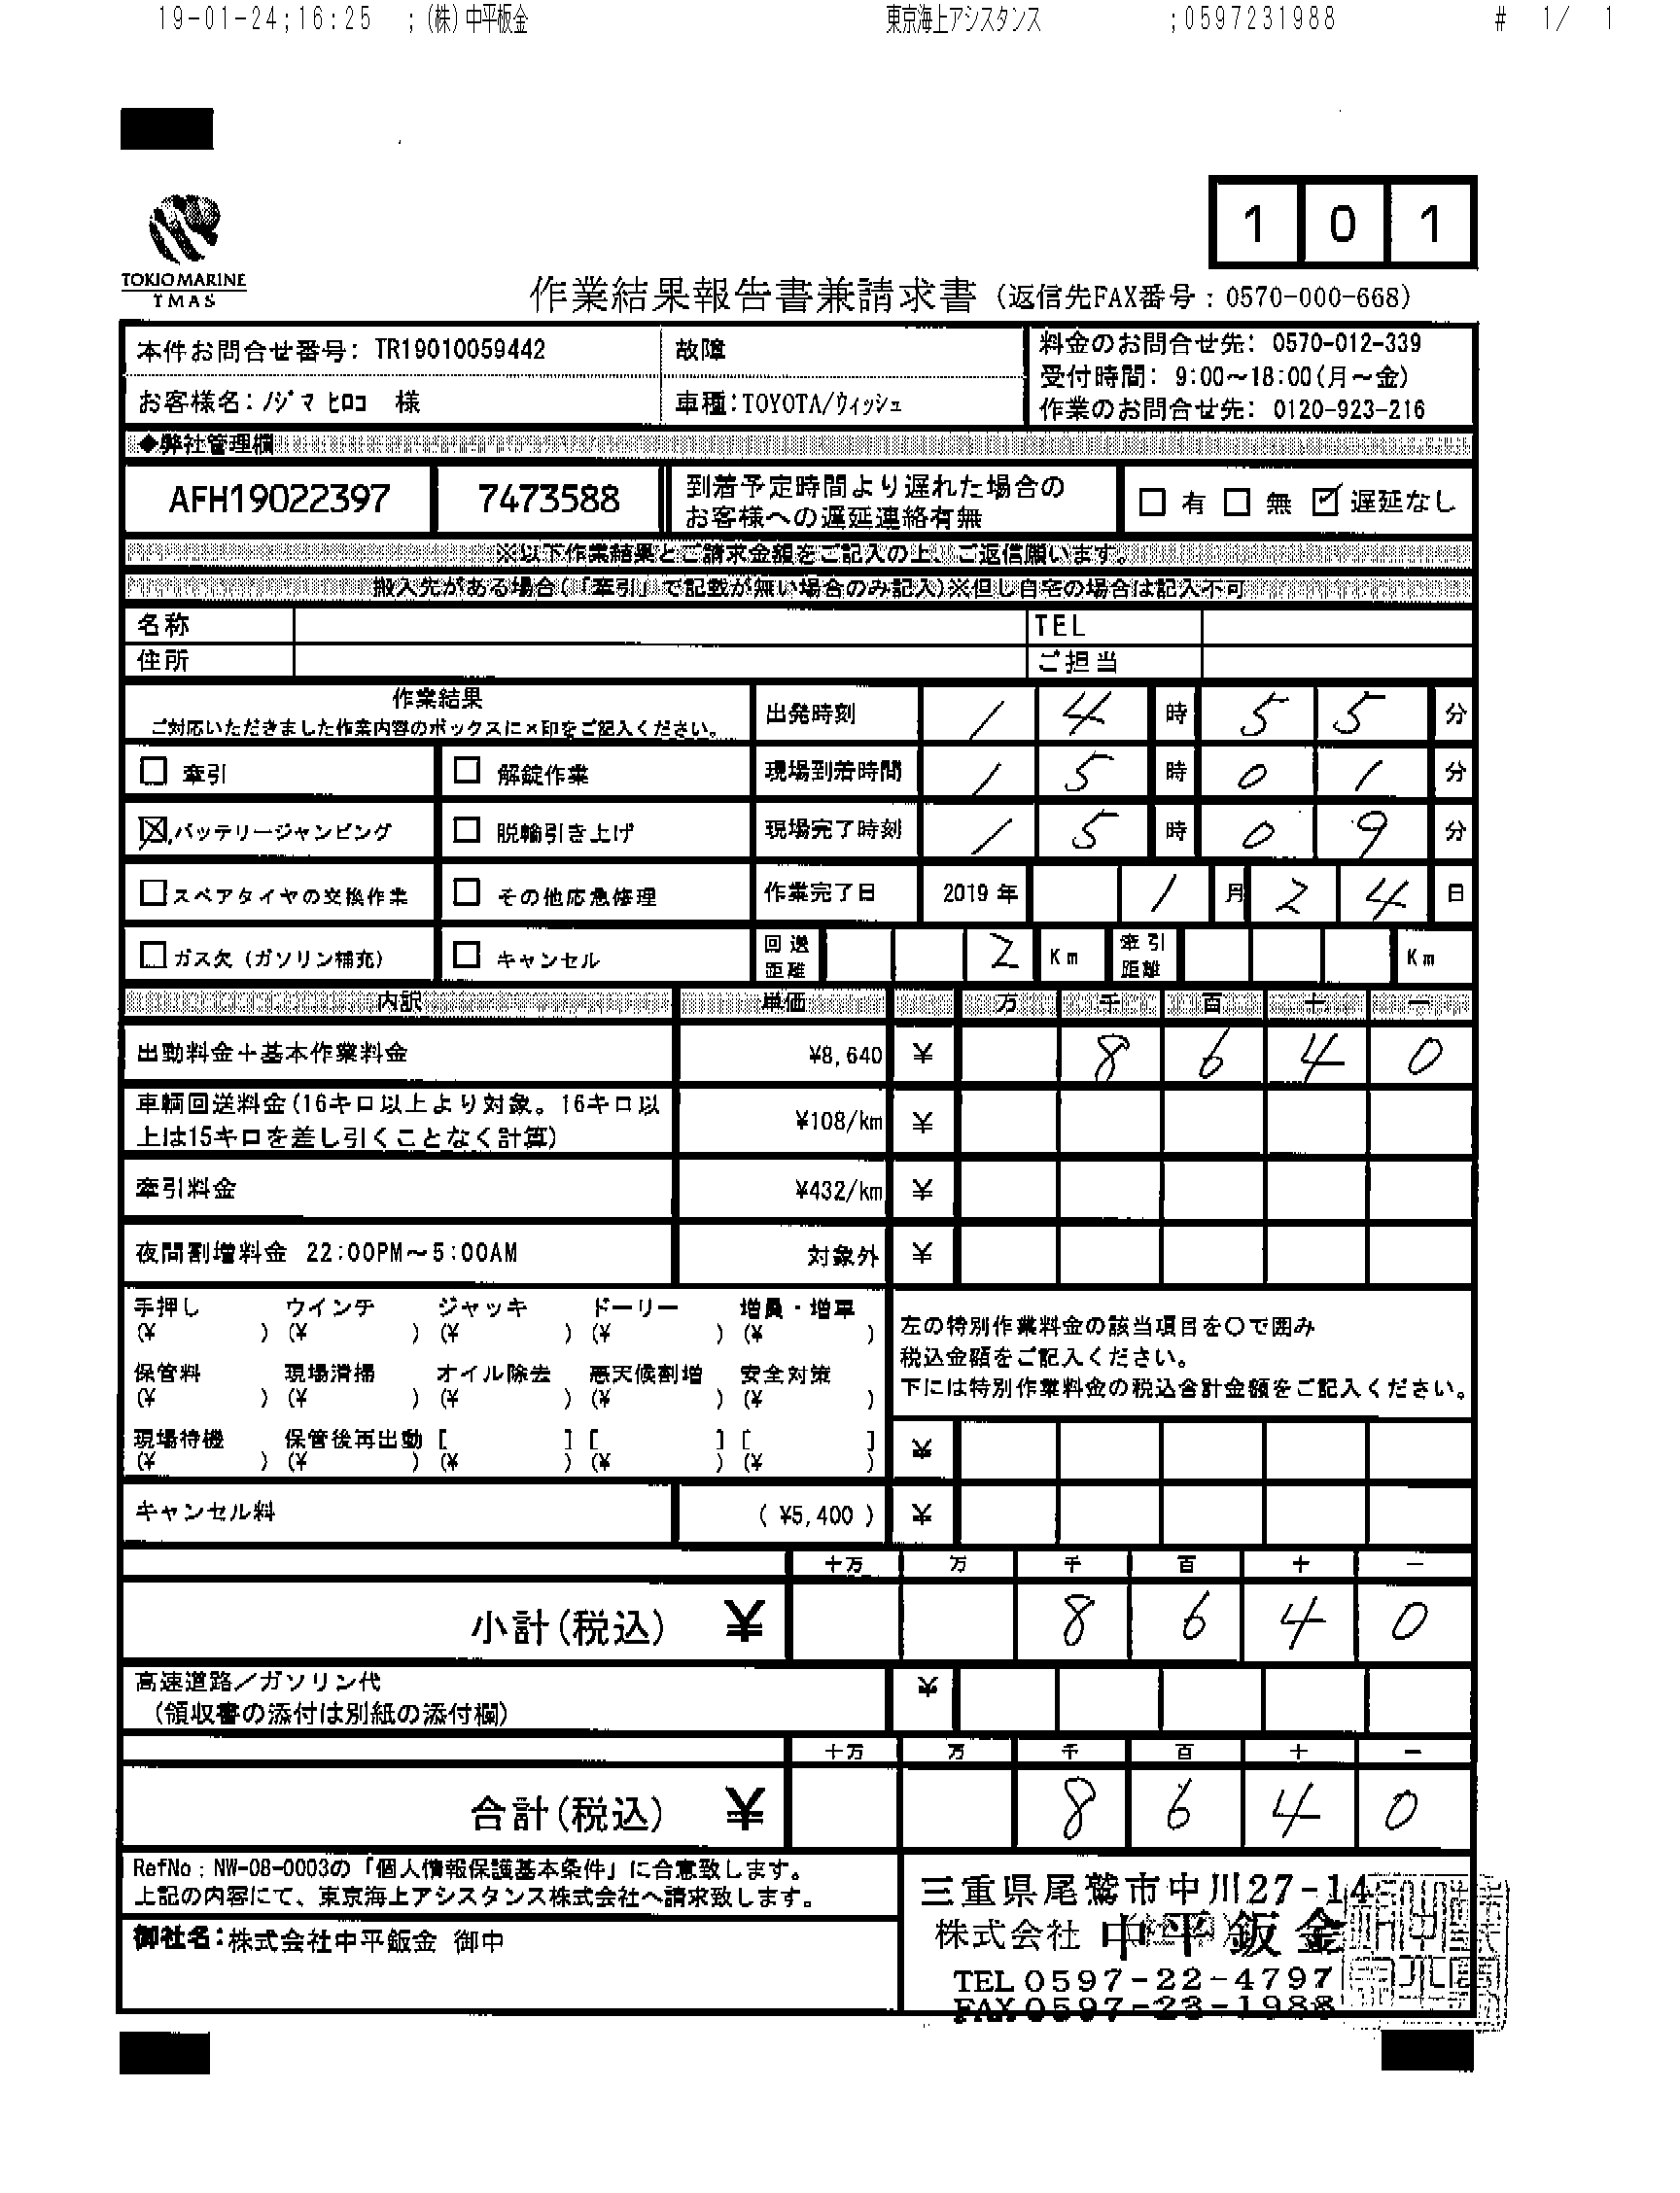 19-01-24;16:25 ;(株)中平板金 東京海上アシスタンス ;0597231988 # 1/ 1
1 0 1
TOKIO MARINE
TMAS
作業結果報告書兼請求書 (返信先FAX番号:0570-000-668)
本件お問合せ番号: TR19010059442 故障
お客様名:ノジマ ヒロコ 様 車種:TOYOTA/ウィッシュ
料金のお問合せ先: 0570-012-339
受付時間: 9:00~18:00(月~金)
作業のお問合せ先: 0120-923-216
◆弊社管理欄
AFH19022397 7473588
到着予定時間より遅れた場合の
お客様への遅延連絡有無
□ 有 □ 無 ☑ 遅延なし
※以下作業結果とご請求金額をご記入の上、ご返信願います。
搬入先がある場合(「牽引」で記載が無い場合のみ記入)※但し自宅の場合は記入不可
名称 TEL
住所 ご担当
作業結果
ご対応いただきました作業内容のボックスに×印をご記入ください。
出発時刻 1 4 時 5 5 分
□ 牽引 □ 解錠作業 現場到着時間 1 5 時 0 1 分
☒ バッテリージャンピング □ 脱輪引き上げ 現場完了時刻 1 5 時 0 9 分
□ スペアタイヤの交換作業 □ その他応急修理 作業完了日 2019 年 1 月 2 4 日
□ ガス欠(ガソリン補充) □ キャンセル 回送距離 2 Km 牽引距離 Km
内訳 単価 万 千 百 十 一
出動料金+基本作業料金 ¥8,640 ¥ 8 6 4 0
車輌回送料金(16キロ以上より対象。16キロ以
上は15キロを差し引くことなく計算) ¥108/km ¥
牽引料金 ¥432/km ¥
夜間割増料金 22:00PM~5:00AM 対象外 ¥
手押し ウインチ ジャッキ ドーリー 増員・増車
(¥ ) (¥ ) (¥ ) (¥ ) (¥ )
保管料 現場清掃 オイル除去 悪天候割増 安全対策
(¥ ) (¥ ) (¥ ) (¥ ) (¥ )
現場待機 保管後再出動 [ ] [ ] [ ]
(¥ ) (¥ ) (¥ ) (¥ ) (¥ )
左の特別作業料金の該当項目を〇で囲み
税込金額をご記入ください。
下には特別作業料金の税込合計金額をご記入ください。
¥
キャンセル料 ( ¥5,400 ) ¥
十万 万 千 百 十 一
小計(税込) ¥ 8 6 4 0
高速道路/ガソリン代 ¥
(領収書の添付は別紙の添付欄)
十万 万 千 百 十 一
合計(税込) ¥ 8 6 4 0
RefNo:NW-08-0003の「個人情報保護基本条件」に合意致します。
上記の内容にて、東京海上アシスタンス株式会社へ請求致します。
御社名:株式会社中平鈑金 御中
三重県尾鷲市中川27-14
株式会社 中平鈑金
TEL 0597-22-4797
FAX 0597-23-1988